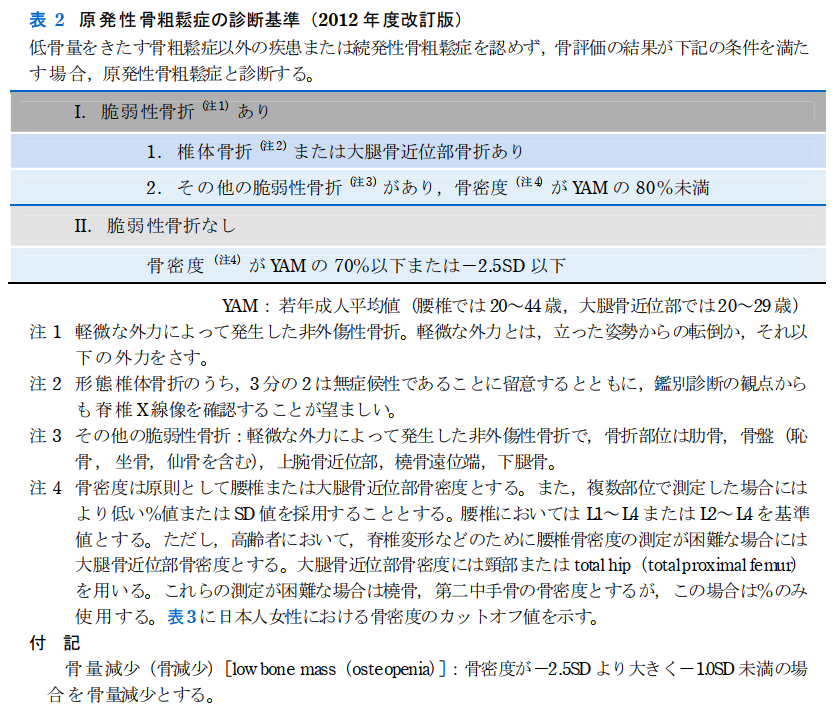 表 2 原発性骨粗鬆症の診断基準（2012 年度改訂版）
低骨量をきたす骨粗鬆症以外の疾患または続発性骨粗鬆症を認めず，骨評価の結果が下記の条件を満た
す場合，原発性骨粗鬆症と診断する。
I. 脆弱性骨折（注1）あり
1. 椎体骨折（注2）または大腿骨近位部骨折あり
2. その他の脆弱性骨折（注3）があり，骨密度（注4）が YAM の 80％未満
II. 脆弱性骨折なし
骨密度（注4）が YAM の 70％以下または－2.5SD 以下
YAM：若年成人平均値（腰椎では 20～44 歳，大腿骨近位部では 20～29 歳）
注 1 軽微な外力によって発生した非外傷性骨折。軽微な外力とは，立った姿勢からの転倒か，それ以
下の外力をさす。
注 2 形態椎体骨折のうち，3 分の 2 は無症候性であることに留意するとともに，鑑別診断の観点から
も脊椎 X 線像を確認することが望ましい。
注 3 その他の脆弱性骨折：軽微な外力によって発生した非外傷性骨折で，骨折部位は肋骨，骨盤（恥
骨，坐骨，仙骨を含む），上腕骨近位部，橈骨遠位端，下腿骨。
注 4 骨密度は原則として腰椎または大腿骨近位部骨密度とする。また，複数部位で測定した場合には
より低い％値または SD 値を採用することとする。腰椎においては L1～L4 または L2～L4 を基準
値とする。ただし，高齢者において，脊椎変形などのために腰椎骨密度の測定が困難な場合には
大腿骨近位部骨密度とする。大腿骨近位部骨密度には頸部または total hip（total proximal femur）
を用いる。これらの測定が困難な場合は橈骨，第二中手骨の骨密度とするが，この場合は％のみ
使用する。表 3 に日本人女性における骨密度のカットオフ値を示す。
付 記
骨量減少（骨減少）［low bone mass（osteopenia）］：骨密度が－2.5SD より大きく－1.0SD 未満の場
合を骨量減少とする。